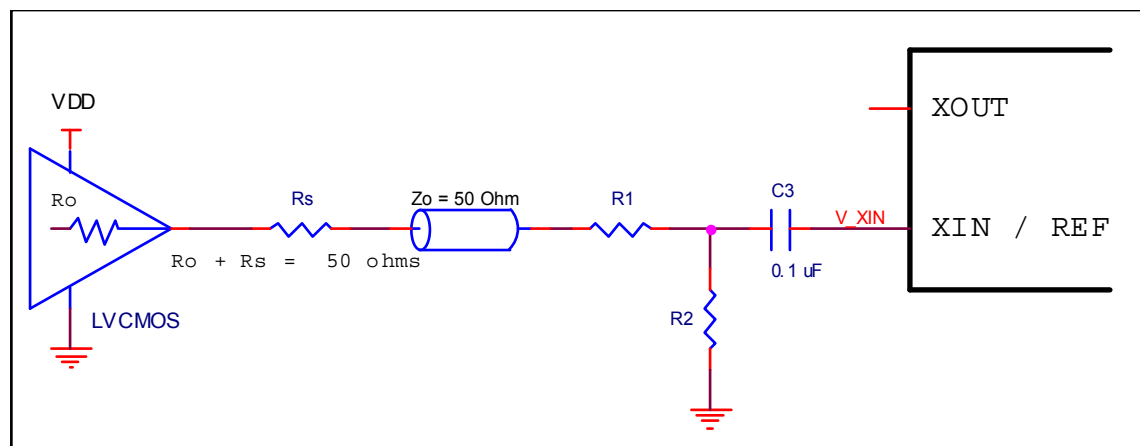 VDD
Ro
LVCMOS
Rs
Ro + Rs = 50 ohms
Zo = 50 Ohm
R1
R2
C3
0.1 uF
V_XIN
XOUT
XIN / REF